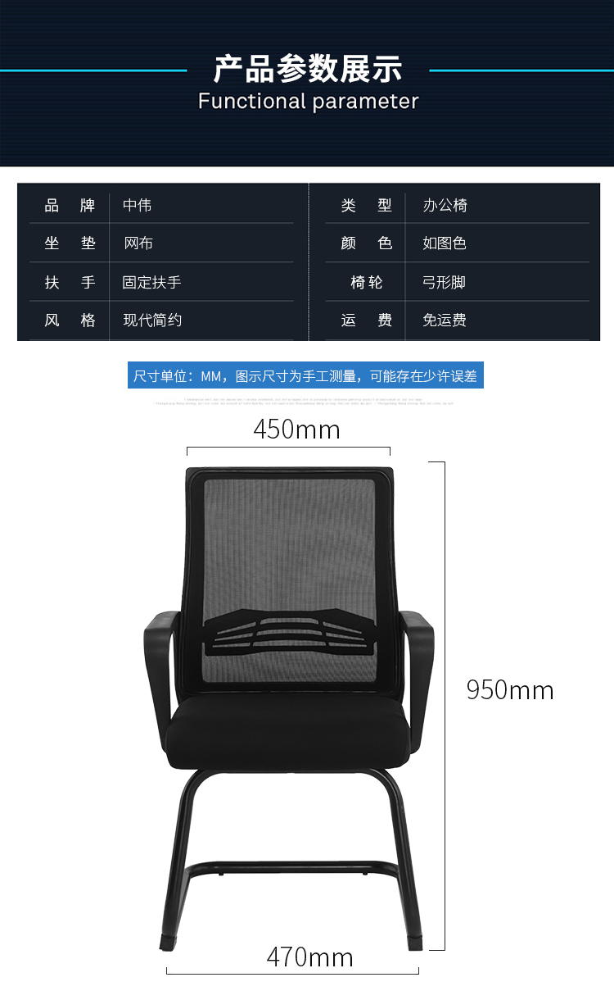 产品参数展示
Functional parameter
品 牌 中伟 类 型 办公椅
坐 垫 网布 颜 色 如图色
扶 手 固定扶手 椅轮 弓形脚
风 格 现代简约 运 费 免运费
尺寸单位：MM，图示尺寸为手工测量，可能存在少许误差
450mm
950mm
470mm